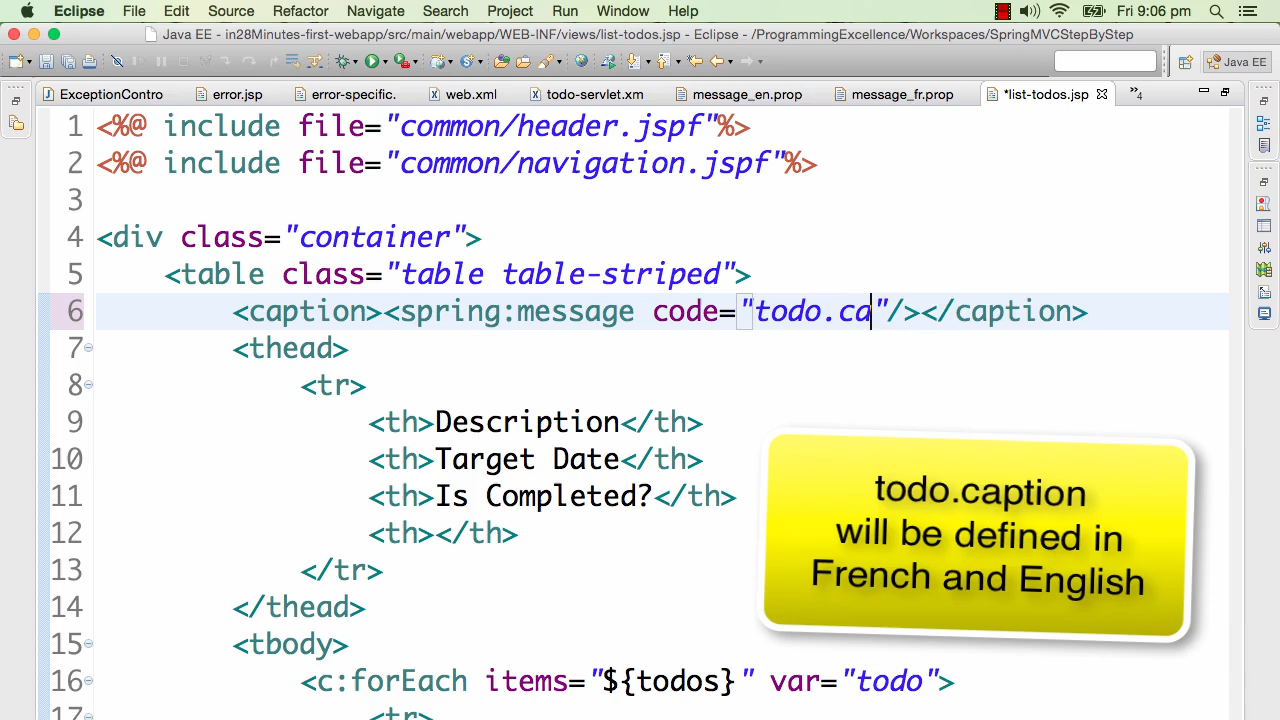 Eclipse File Edit Source Refactor Navigate Search Project Run Window Help Fri 9:06 pm
Java EE - in28Minutes-first-webapp/src/main/webapp/WEB-INF/views/list-todos.jsp - Eclipse - /ProgrammingExcellence/Workspaces/SpringMVCStepByStep
Java EE
ExceptionContro error.jsp error-specific. web.xml todo-servlet.xm message_en.prop message_fr.prop *list-todos.jsp »4
1 <%@ include file="common/header.jspf"%>
2 <%@ include file="common/navigation.jspf"%>
3
4 <div class="container">
5 <table class="table table-striped">
6 <caption><spring:message code="todo.ca"/></caption>
7 <thead>
8 <tr>
9 <th>Description</th>
10 <th>Target Date</th>
11 <th>Is Completed?</th>
12 <th></th>
13 </tr>
14 </thead>
15 <tbody>
16 <c:forEach items="${todos}" var="todo">
17 <tr>
todo.caption
will be defined in
French and English